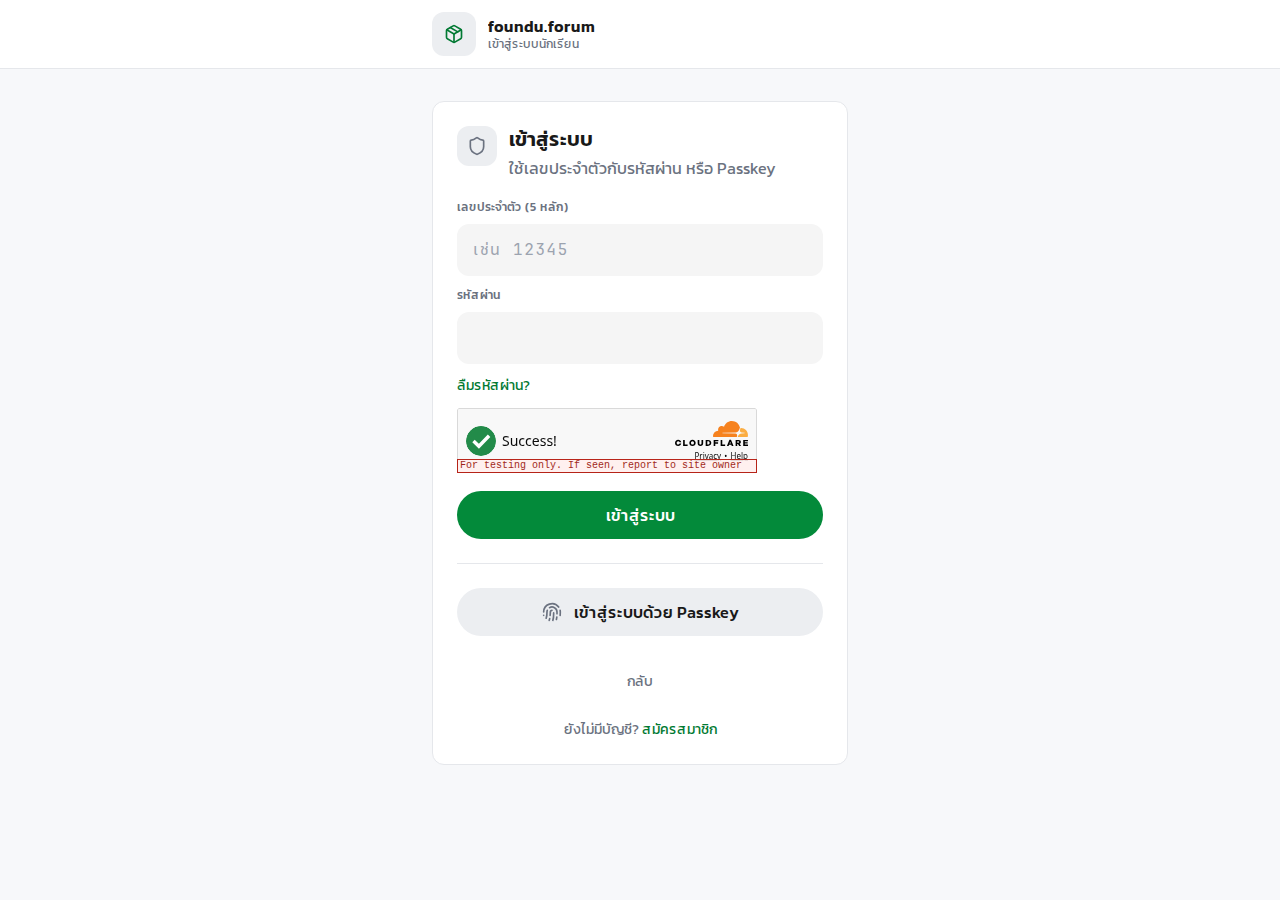 foundu.forum
เข้าสู่ระบบนักเรียน
เข้าสู่ระบบ
ใช้เลขประจำตัวกับรหัสผ่าน หรือ Passkey
เลขประจำตัว (5 หลัก)
เช่น 12345
รหัสผ่าน
ลืมรหัสผ่าน?
Success!
CLOUDFLARE
Privacy • Help
For testing only. If seen, report to site owner
เข้าสู่ระบบ
เข้าสู่ระบบด้วย Passkey
กลับ
ยังไม่มีบัญชี? สมัครสมาชิก